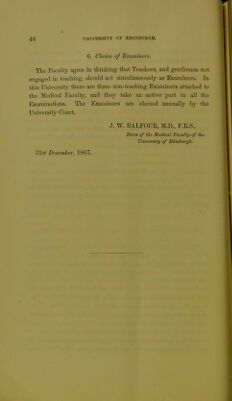 46 UNIVERSITY OF EDINBURGH.
6. Choice of Examiners.
The Faculty agree in thinking that Teachers, and gentlemen not
engaged in teaching, should act simultaneously as Examiners. In
this University there are three non-teaching Examiners attached to
the Medical Faculty, and they take an active part in all the
Examinations. The Examiners are elected annually by the
University Court.
J. W. BALFOUR, M.D., F.R.S.,
Dean of the Medical Faculty of the
University of Edinburgh.
31st December, 1867.